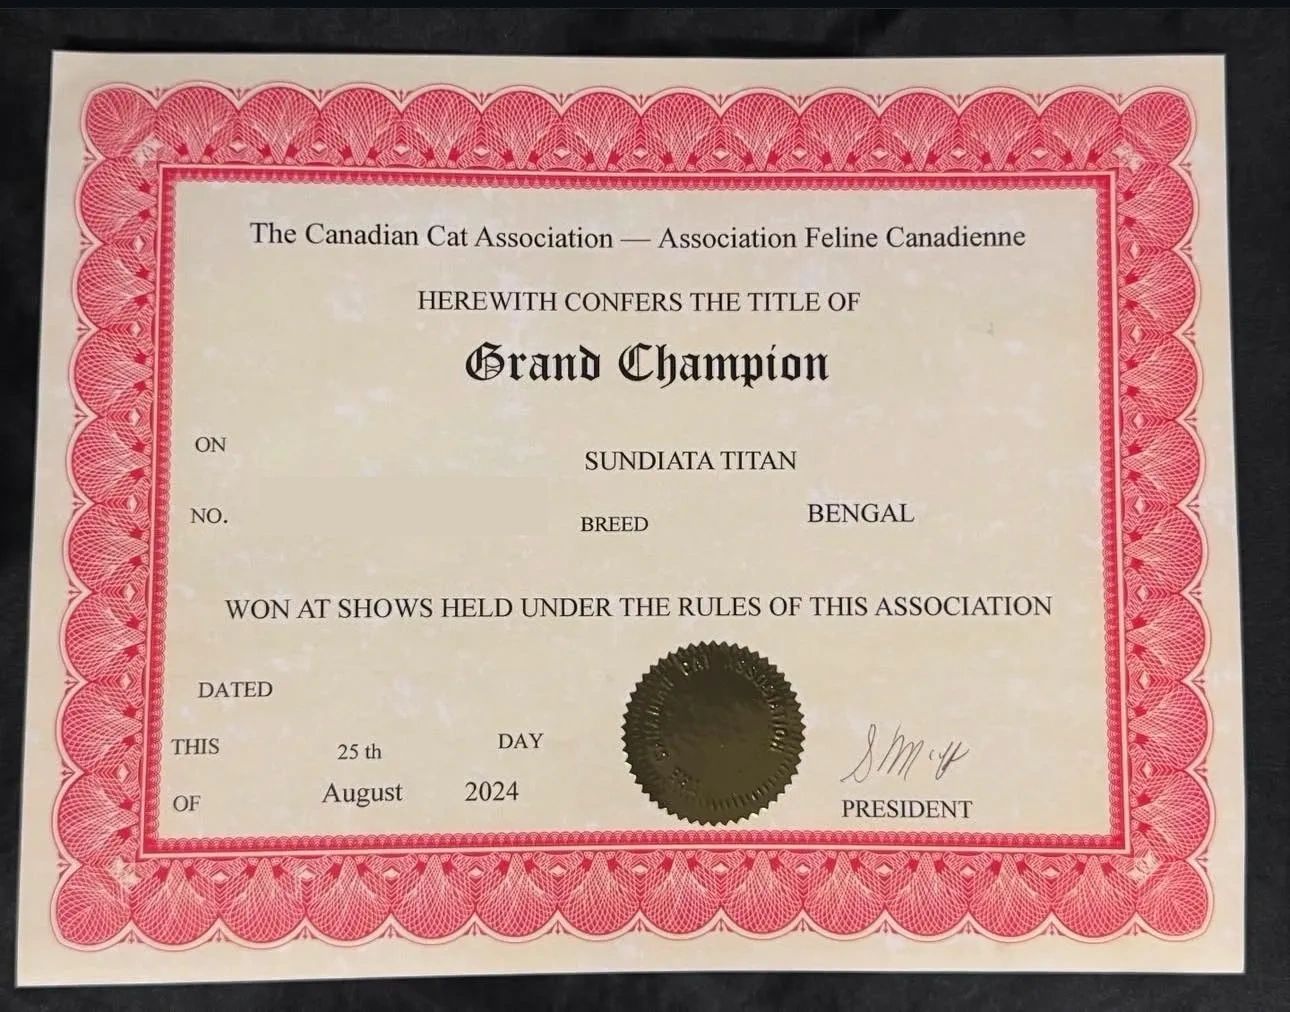 The Canadian Cat Association — Association Feline Canadienne
HEREWITH CONFERS THE TITLE OF
Grand Champion
ON SUNDIATA TITAN
NO. BREED BENGAL
WON AT SHOWS HELD UNDER THE RULES OF THIS ASSOCIATION
DATED
THIS 25 th DAY
OF August 2024
CAT ASSOCIATION
PRESIDENT